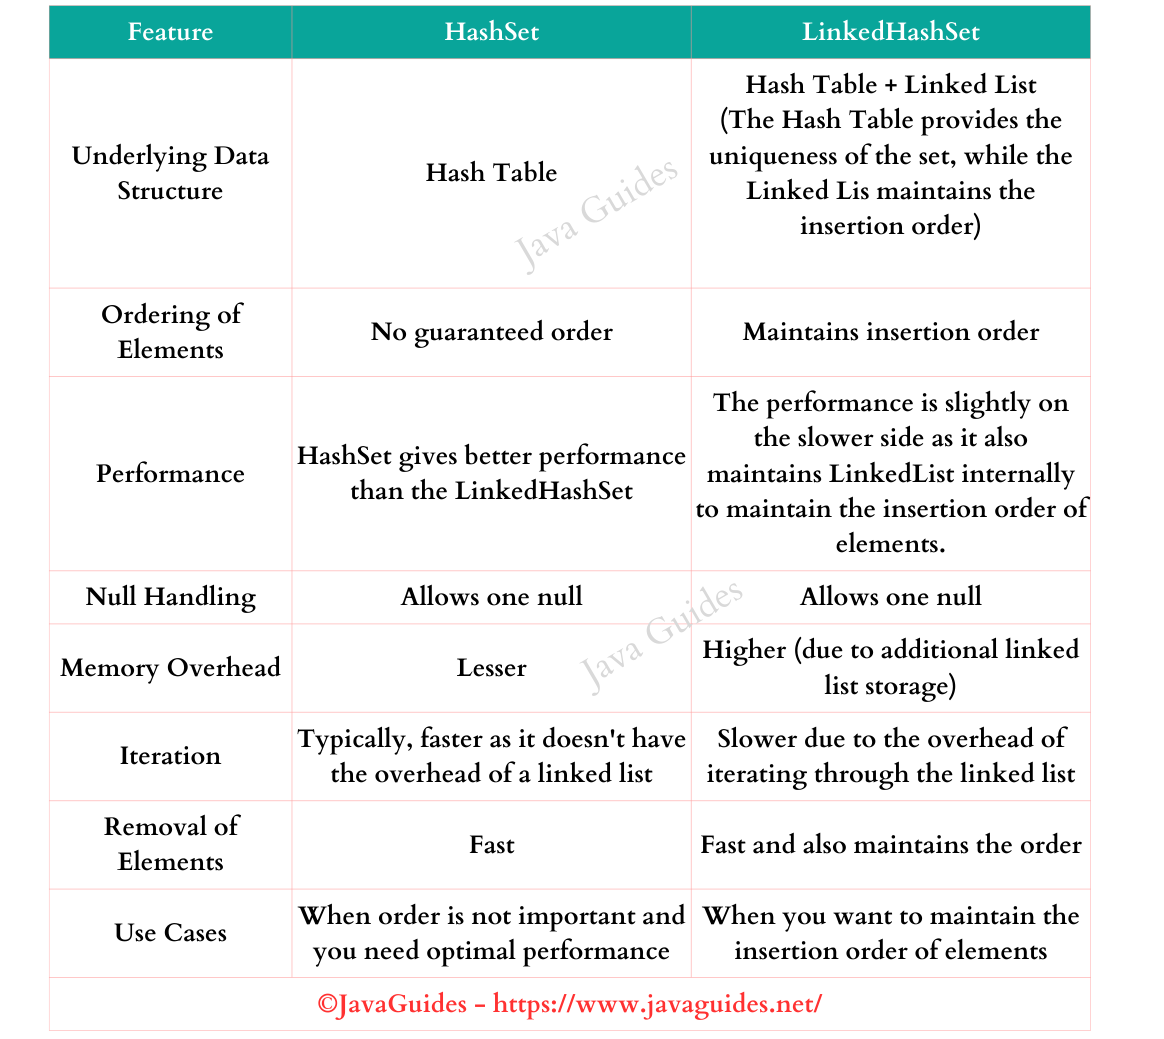 Feature
HashSet
LinkedHashSet
Underlying Data
Structure
Hash Table
Hash Table + Linked List
(The Hash Table provides the
uniqueness of the set, while the
Linked Lis maintains the
insertion order)
Java Guides
Ordering of
Elements
No guaranteed order
Maintains insertion order
Performance
HashSet gives better performance
than the LinkedHashSet
The performance is slightly on
the slower side as it also
maintains LinkedList internally
to maintain the insertion order of
elements.
Null Handling
Allows one null
Allows one null
Java Guides
Memory Overhead
Lesser
Higher (due to additional linked
list storage)
Iteration
Typically, faster as it doesn't have
the overhead of a linked list
Slower due to the overhead of
iterating through the linked list
Removal of
Elements
Fast
Fast and also maintains the order
Use Cases
When order is not important and
you need optimal performance
When you want to maintain the
insertion order of elements
©JavaGuides - https://www.javaguides.net/